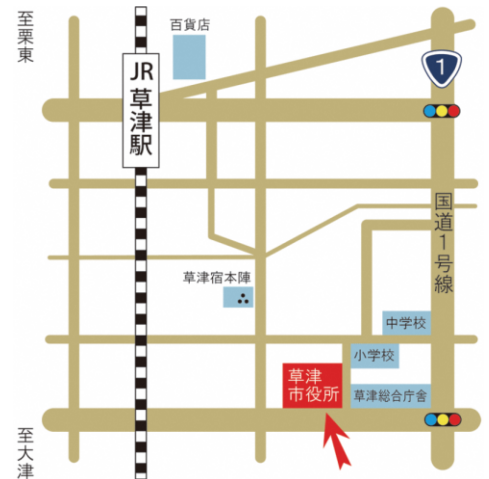 至栗東
百貨店
1
JR草津駅
国道1号線
草津宿本陣
中学校
小学校
草津
市役所
草津総合庁舎
至大津